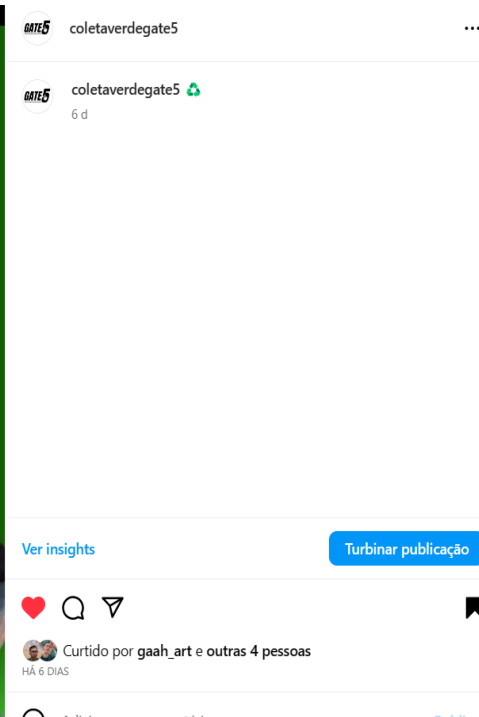 GATE5
coletaverdegate5
GATE5
coletaverdegate5 ♻️
6 d
Ver insights
Turbinar publicação
Curtido por gaah_art e outras 4 pessoas
HÁ 6 DIAS